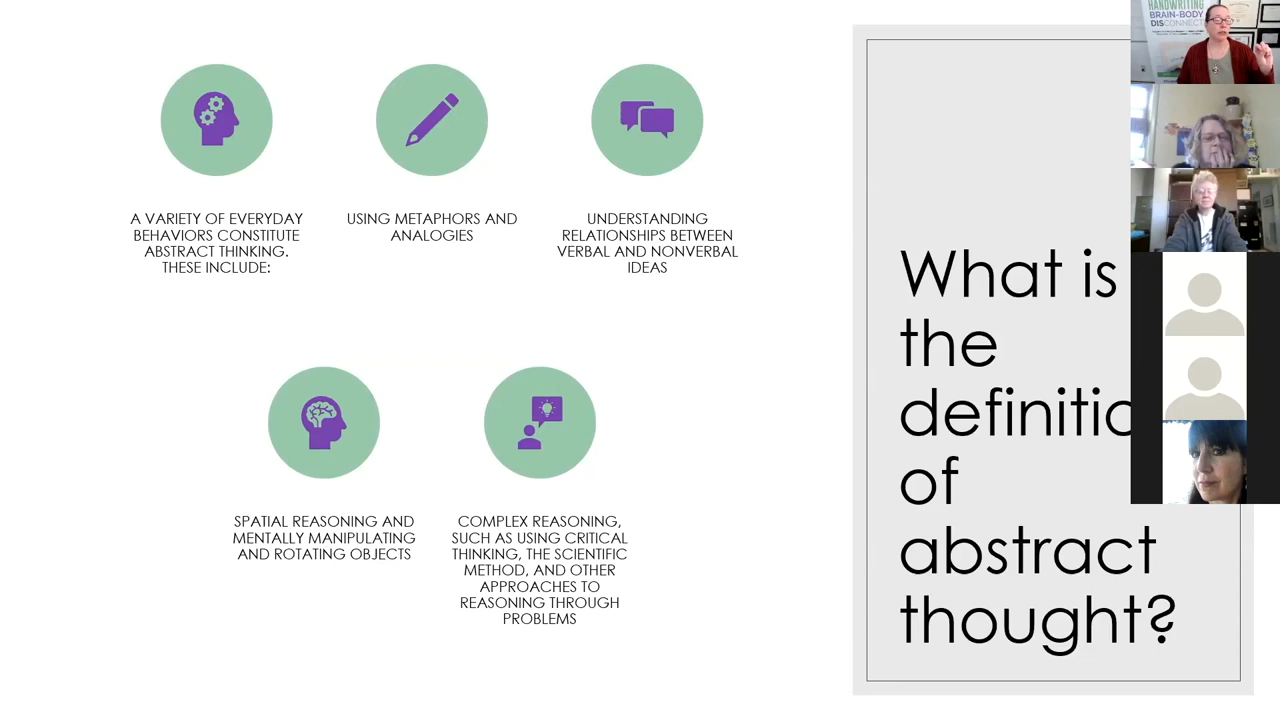 A VARIETY OF EVERYDAY
BEHAVIORS CONSTITUTE
ABSTRACT THINKING.
THESE INCLUDE:
USING METAPHORS AND
ANALOGIES
UNDERSTANDING
RELATIONSHIPS BETWEEN
VERBAL AND NONVERBAL
IDEAS
SPATIAL REASONING AND
MENTALLY MANIPULATING
AND ROTATING OBJECTS
COMPLEX REASONING,
SUCH AS USING CRITICAL
THINKING, THE SCIENTIFIC
METHOD, AND OTHER
APPROACHES TO
REASONING THROUGH
PROBLEMS
What is
the
definitio
of
abstract
thought?
HANDWRITING
BRAIN-BODY
DISCONNECT